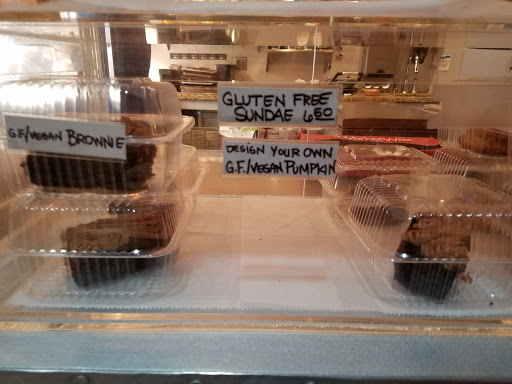 G.F./VEGAN BROWNIE
GLUTEN FREE
SUNDAE 6.50
DESIGN YOUR OWN
G.F./VEGAN PUMPKIN